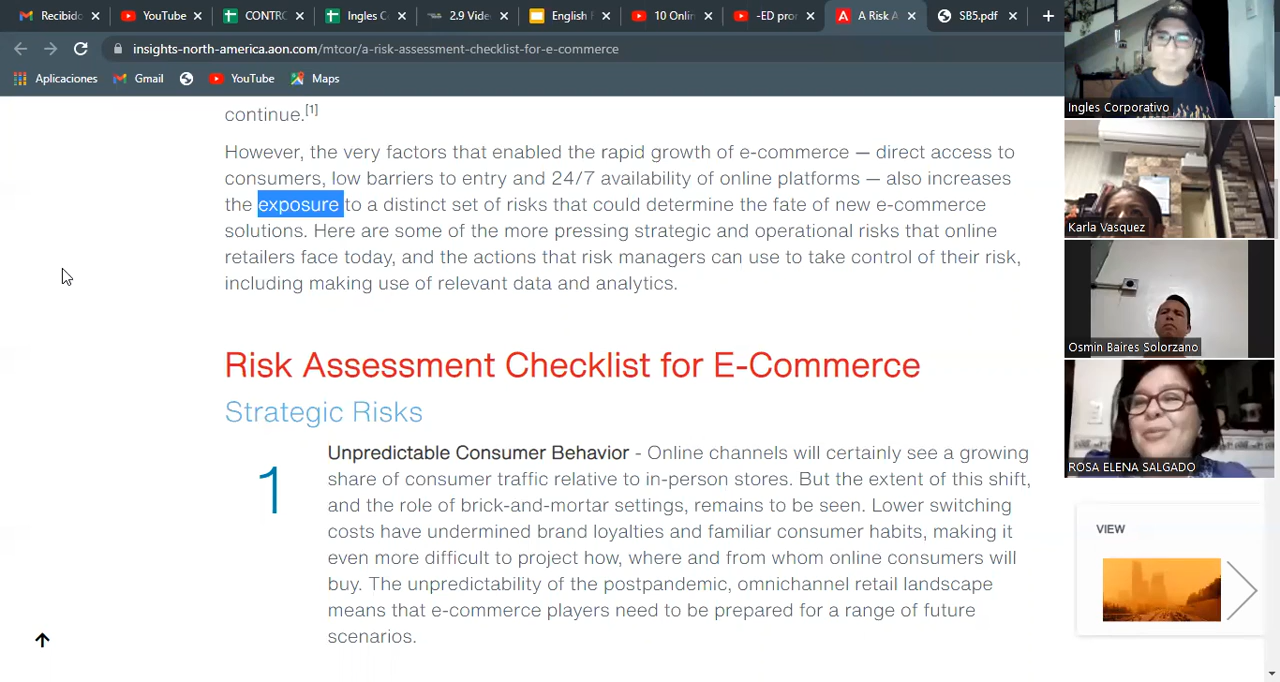 Recibido
YouTube
CONTRO
Ingles C
2.9 Vide
English F
10 Onlin
-ED pro
A Risk A
SB5.pdf
insights-north-america.aon.com/mtcor/a-risk-assessment-checklist-for-e-commerce
Aplicaciones
Gmail
YouTube
Maps
continue.[1]
However, the very factors that enabled the rapid growth of e-commerce — direct access to
consumers, low barriers to entry and 24/7 availability of online platforms — also increases
the exposure to a distinct set of risks that could determine the fate of new e-commerce
solutions. Here are some of the more pressing strategic and operational risks that online
retailers face today, and the actions that risk managers can use to take control of their risk,
including making use of relevant data and analytics.
Risk Assessment Checklist for E-Commerce
Strategic Risks
1
Unpredictable Consumer Behavior - Online channels will certainly see a growing
share of consumer traffic relative to in-person stores. But the extent of this shift,
and the role of brick-and-mortar settings, remains to be seen. Lower switching
costs have undermined brand loyalties and familiar consumer habits, making it
even more difficult to project how, where and from whom online consumers will
buy. The unpredictability of the postpandemic, omnichannel retail landscape
means that e-commerce players need to be prepared for a range of future
scenarios.
Ingles Corporativo
Karla Vasquez
Osmin Baires Solorzano
ROSA ELENA SALGADO
VIEW